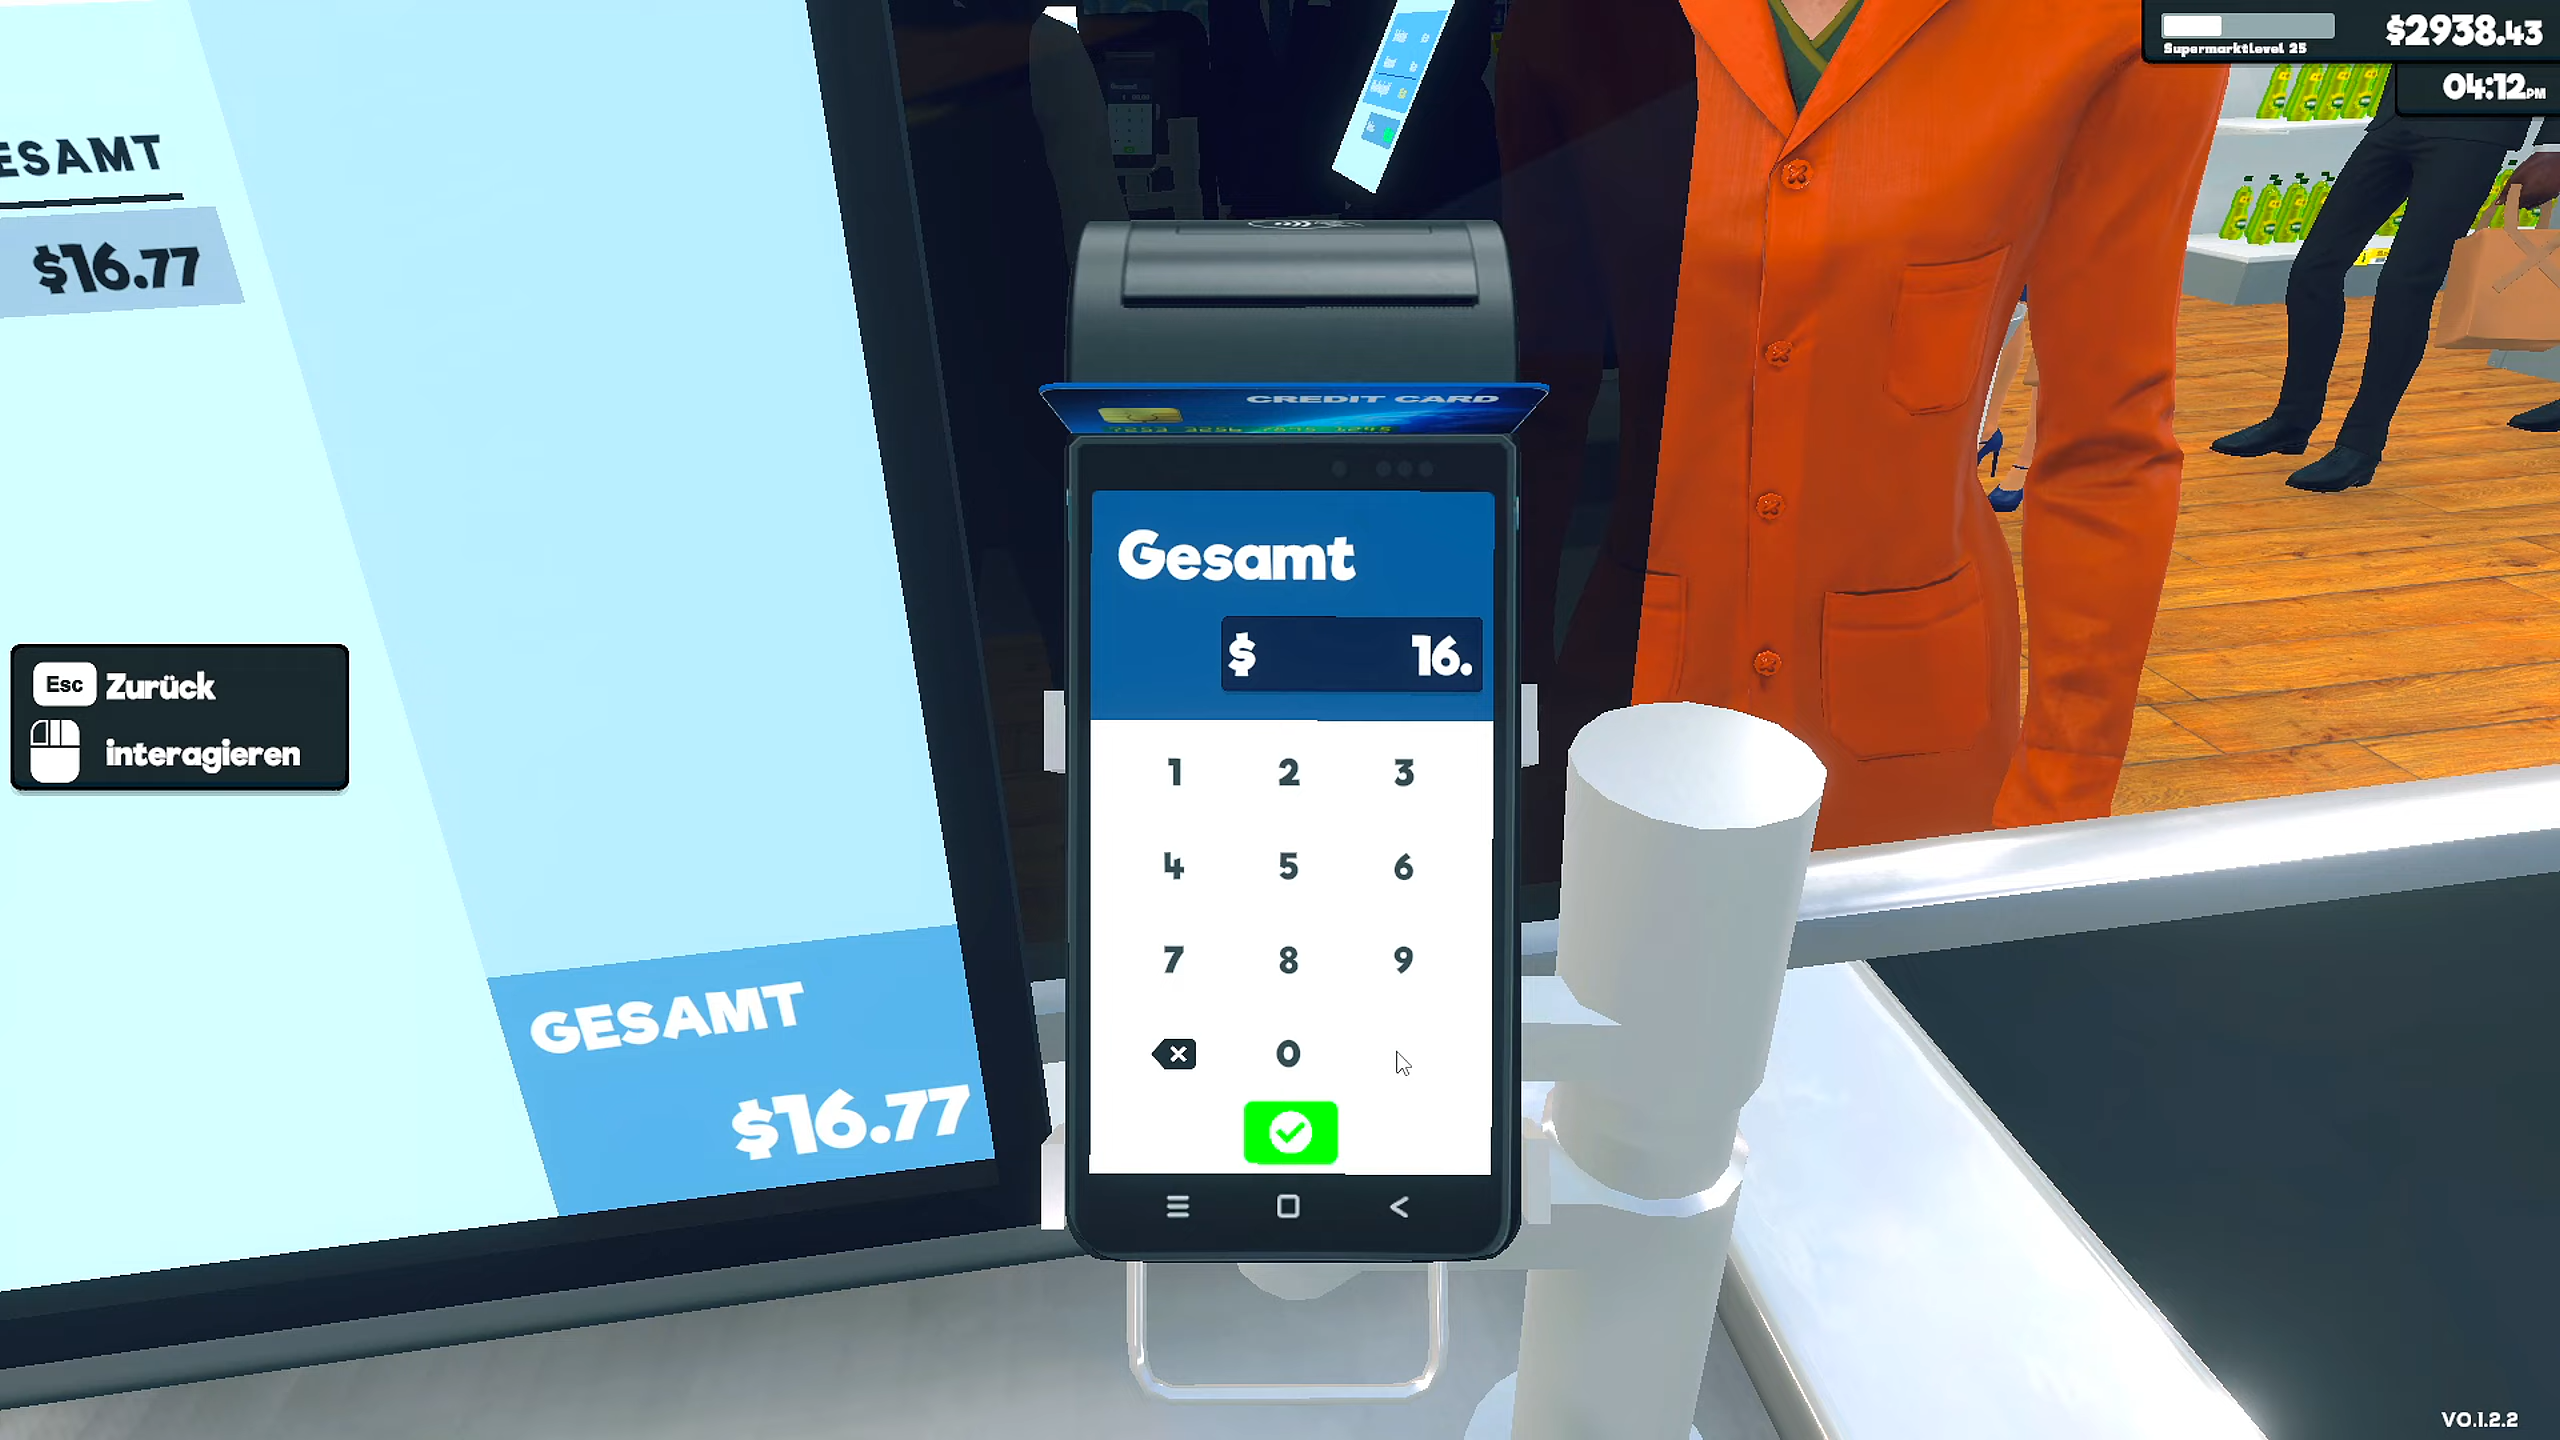 ESAMT
$16.77
Esc Zurück
interagieren
GESAMT
$16.77
CREDIT CARD
Gesamt
$ 16.
1 2 3
4 5 6
7 8 9
0
Supermarktlevel 25
$2938.43
04:12PM
V0.1.2.2